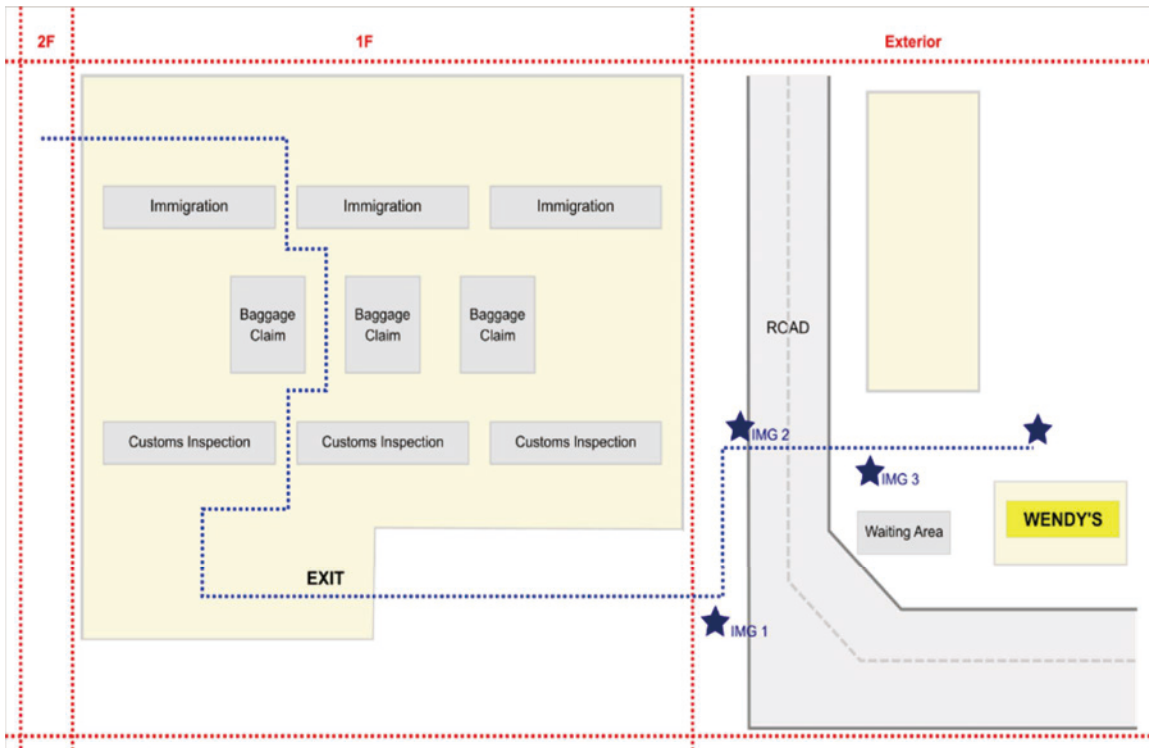 2F
1F
Exterior
Immigration
Immigration
Immigration
Baggage
Claim
Baggage
Claim
Baggage
Claim
ROAD
Customs Inspection
Customs Inspection
Customs Inspection
IMG 2
IMG 3
Waiting Area
WENDY'S
EXIT
IMG 1